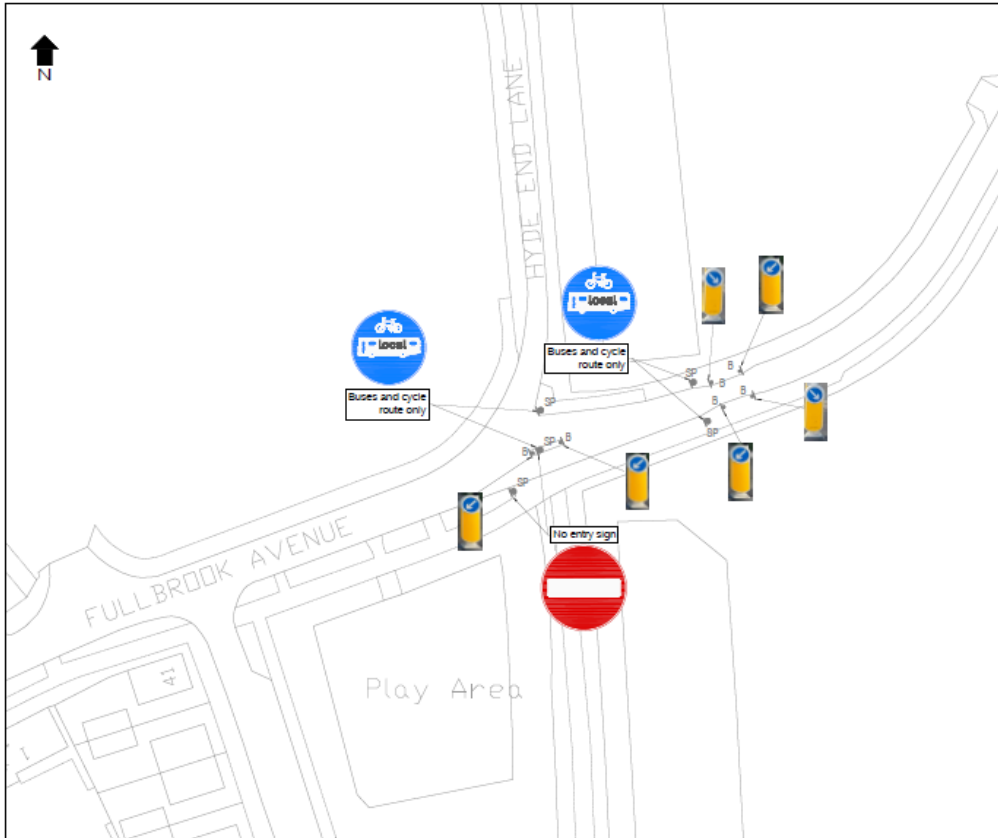 N
HYDE END LANE
local
local
Buses and cycle
route only
Buses and cycle
route only
SP
B
B
B
B
SP
SP
SP
B
B
SP
No entry sign
FULLBROOK AVENUE
Play Area
41
1